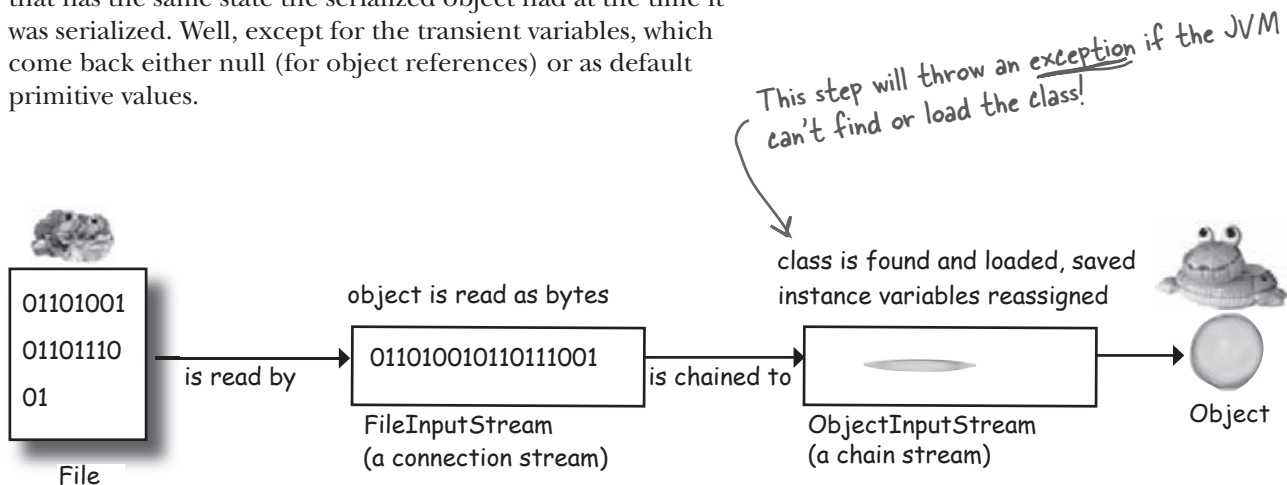 that has the same state the serialized object had at the time it
was serialized. Well, except for the transient variables, which
come back either null (for object references) or as default
primitive values.
This step will throw an exception if the JVM
can't find or load the class!
01101001
01101110
01
File
is read by
object is read as bytes
011010010110111001
FileInputStream
(a connection stream)
is chained to
class is found and loaded, saved
instance variables reassigned
ObjectInputStream
(a chain stream)
Object